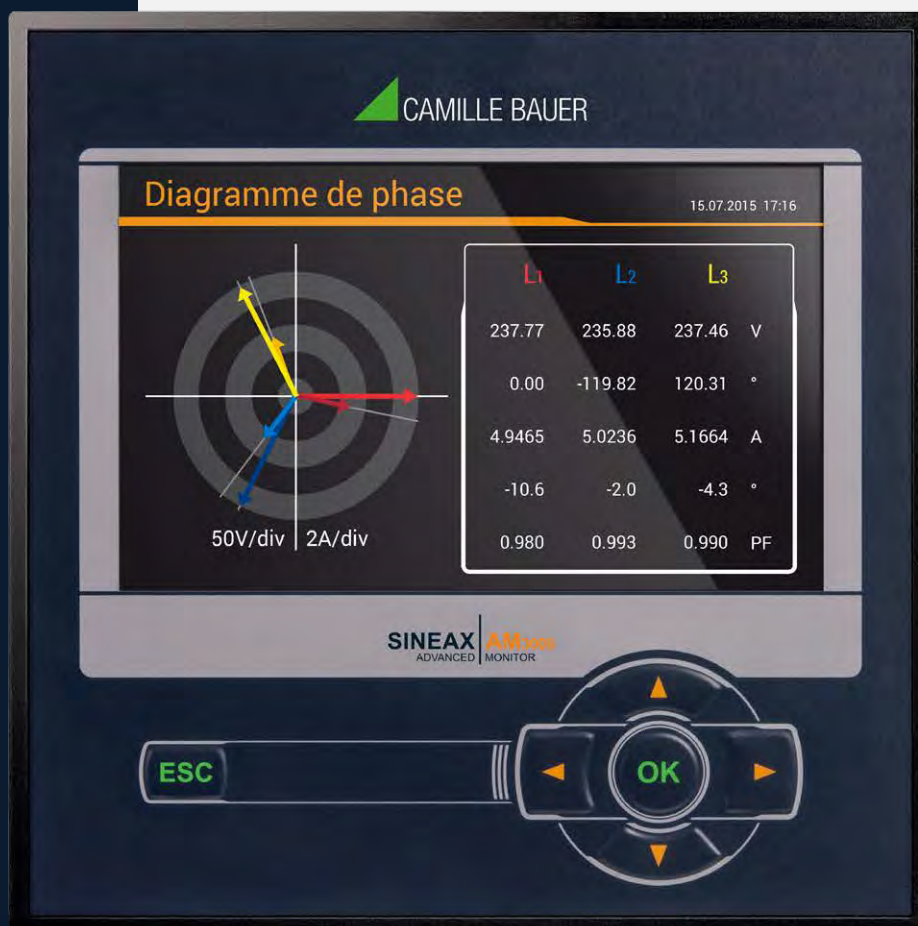 CAMILLE BAUER
Diagramme de phase
15.07.2015 17:16
L1 L2 L3
237.77 235.88 237.46 V
0.00 -119.82 120.31 °
4.9465 5.0236 5.1664 A
-10.6 -2.0 -4.3 °
0.980 0.993 0.990 PF
50V/div 2A/div
SINEAX AM3000
ADVANCED MONITOR
ESC
OK